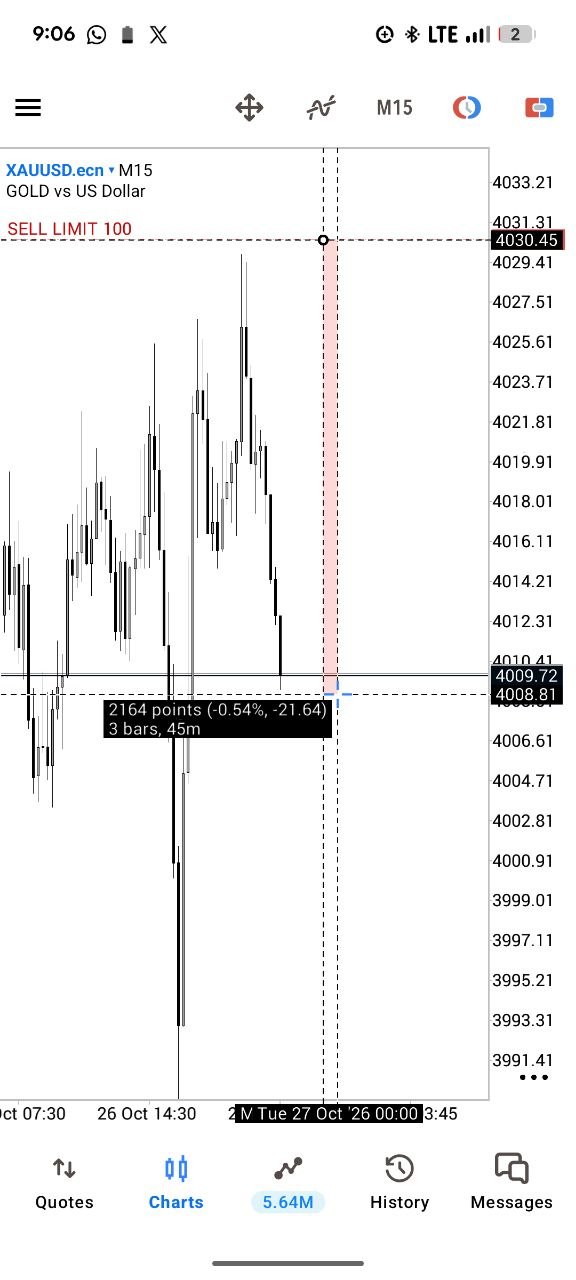 9:06
LTE
2
M15
XAUUSD.ecn ▾ M15
GOLD vs US Dollar
SELL LIMIT 100
4033.21
4031.31
4030.45
4029.41
4027.51
4025.61
4023.71
4021.81
4019.91
4018.01
4016.11
4014.21
4012.31
4010.41
4009.72
4008.81
2164 points (-0.54%, -21.64)
3 bars, 45m
4006.61
4004.71
4002.81
4000.91
3999.01
3997.11
3995.21
3993.31
3991.41
Oct 07:30
26 Oct 14:30
Tue 27 Oct '26 00:00
3:45
Quotes
Charts
5.64M
History
Messages